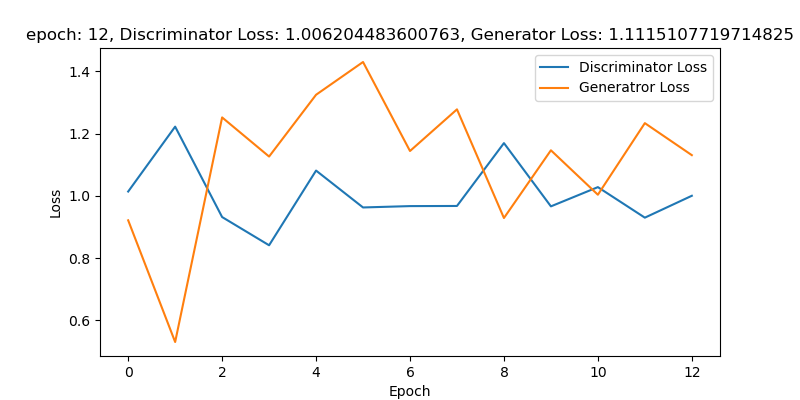 epoch: 12, Discriminator Loss: 1.006204483600763, Generator Loss: 1.1115107719714825
Discriminator Loss
Generatror Loss
1.4
1.2
1.0
0.8
0.6
Loss
0 2 4 6 8 10 12
Epoch